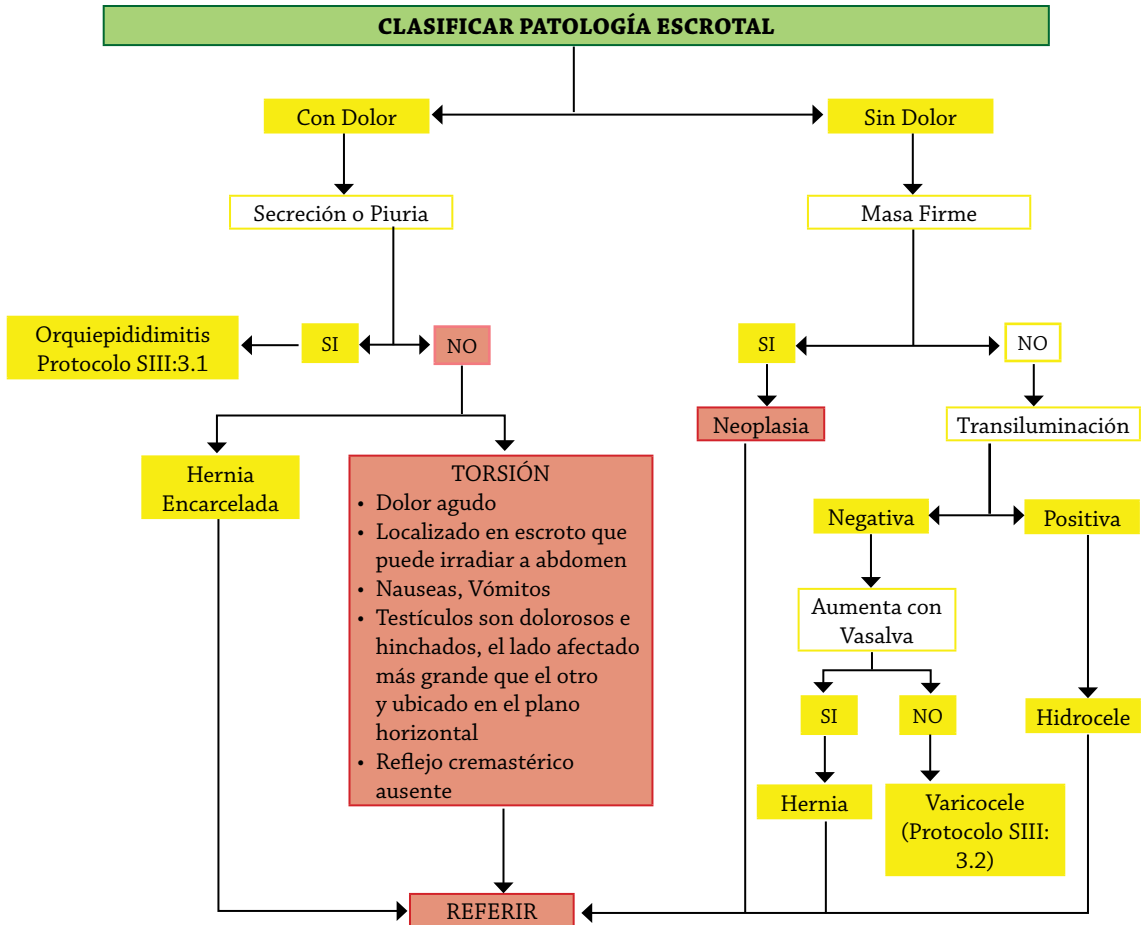 CLASIFICAR PATOLOGÍA ESCROTAL
Con Dolor
Sin Dolor
Secreción o Piuria
Masa Firme
Orquiepididimitis
Protocolo SIII:3.1
SI
NO
SI
NO
Neoplasia
Transiluminación
Hernia
Encarcelada
TORSIÓN
• Dolor agudo
• Localizado en escroto que
puede irradiar a abdomen
• Nauseas, Vómitos
• Testículos son dolorosos e
hinchados, el lado afectado
más grande que el otro
y ubicado en el plano
horizontal
• Reflejo cremastérico
ausente
Negativa
Positiva
Aumenta con
Vasalva
SI
NO
Hidrocele
Hernia
Varicocele
(Protocolo SIII:
3.2)
REFERIR